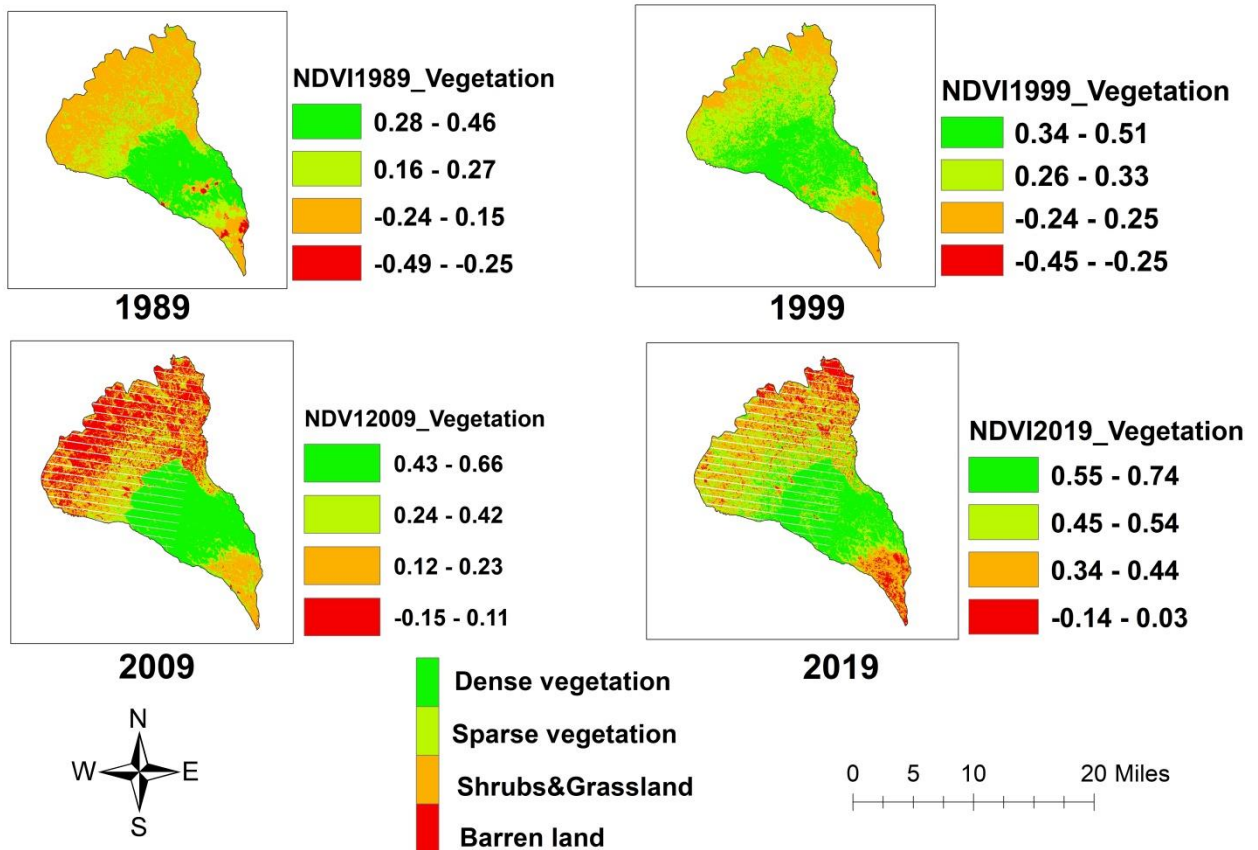 NDVI1989_Vegetation
0.28 - 0.46
0.16 - 0.27
-0.24 - 0.15
-0.49 - -0.25
1989
NDVI1999_Vegetation
0.34 - 0.51
0.26 - 0.33
-0.24 - 0.25
-0.45 - -0.25
1999
NDV12009_Vegetation
0.43 - 0.66
0.24 - 0.42
0.12 - 0.23
-0.15 - 0.11
2009
NDVI2019_Vegetation
0.55 - 0.74
0.45 - 0.54
0.34 - 0.44
-0.14 - 0.03
2019
N
W E
S
Dense vegetation
Sparse vegetation
Shrubs&Grassland
Barren land
0 5 10 20 Miles